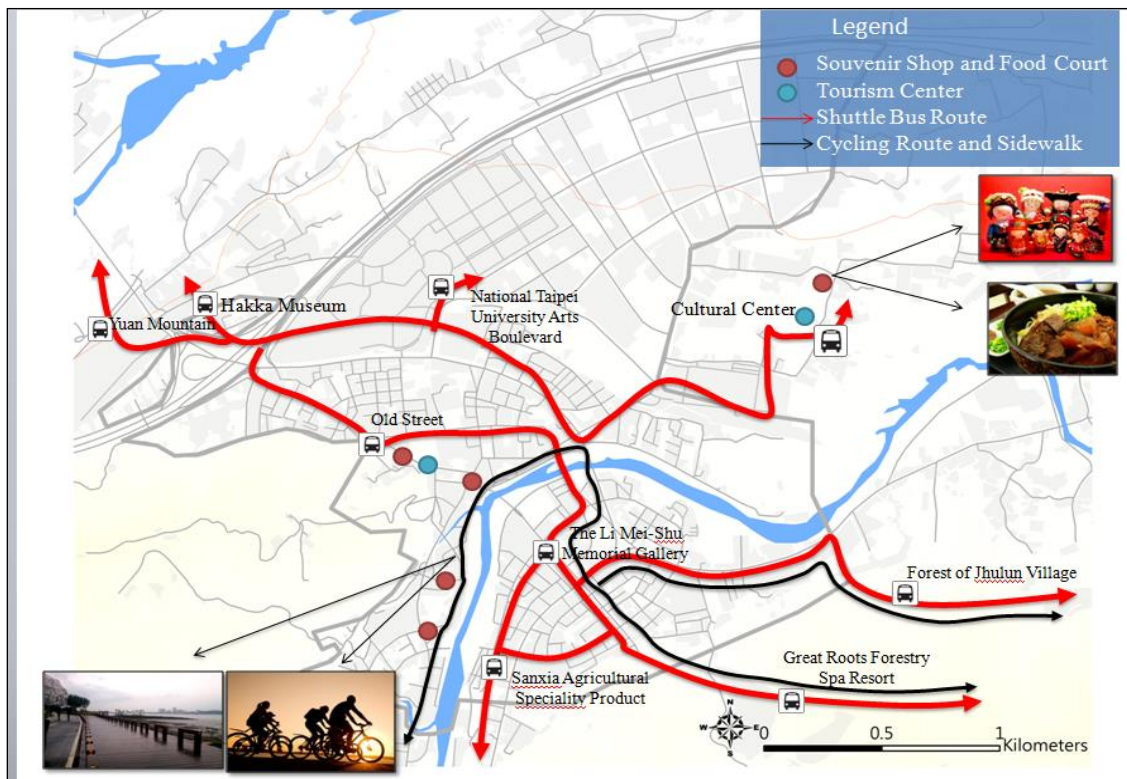 Legend
Souvenir Shop and Food Court
Tourism Center
Shuttle Bus Route
Cycling Route and Sidewalk
Hakka Museum
Yuan Mountain
National Taipei
University Arts
Boulevard
Cultural Center
Old Street
The Li Mei-Shu
Memorial Gallery
Forest of Jhulun Village
Great Roots Forestry
Spa Resort
Sanxia Agricultural
Speciality Product
N
W
E
S
0
0.5
1
Kilometers